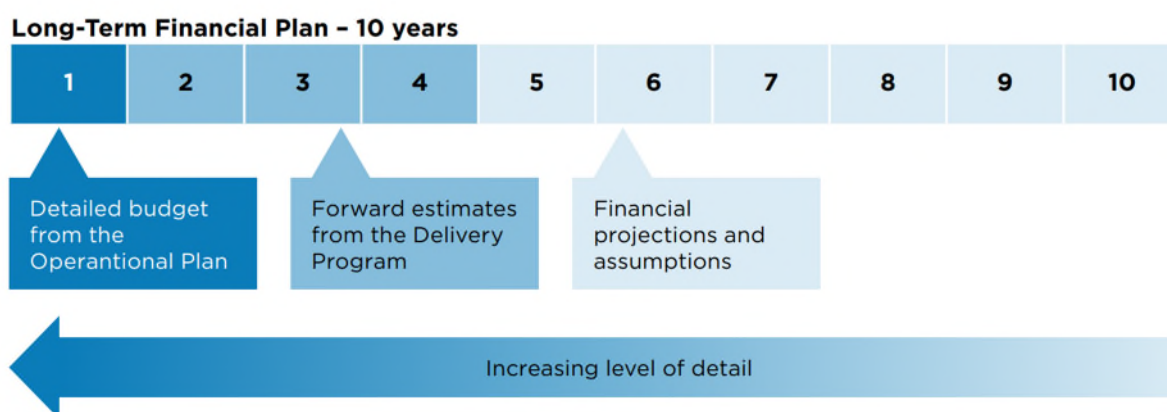 Long-Term Financial Plan – 10 years
1 2 3 4 5 6 7 8 9 10
Detailed budget
from the
Operantional Plan
Forward estimates
from the Delivery
Program
Financial
projections and
assumptions
Increasing level of detail